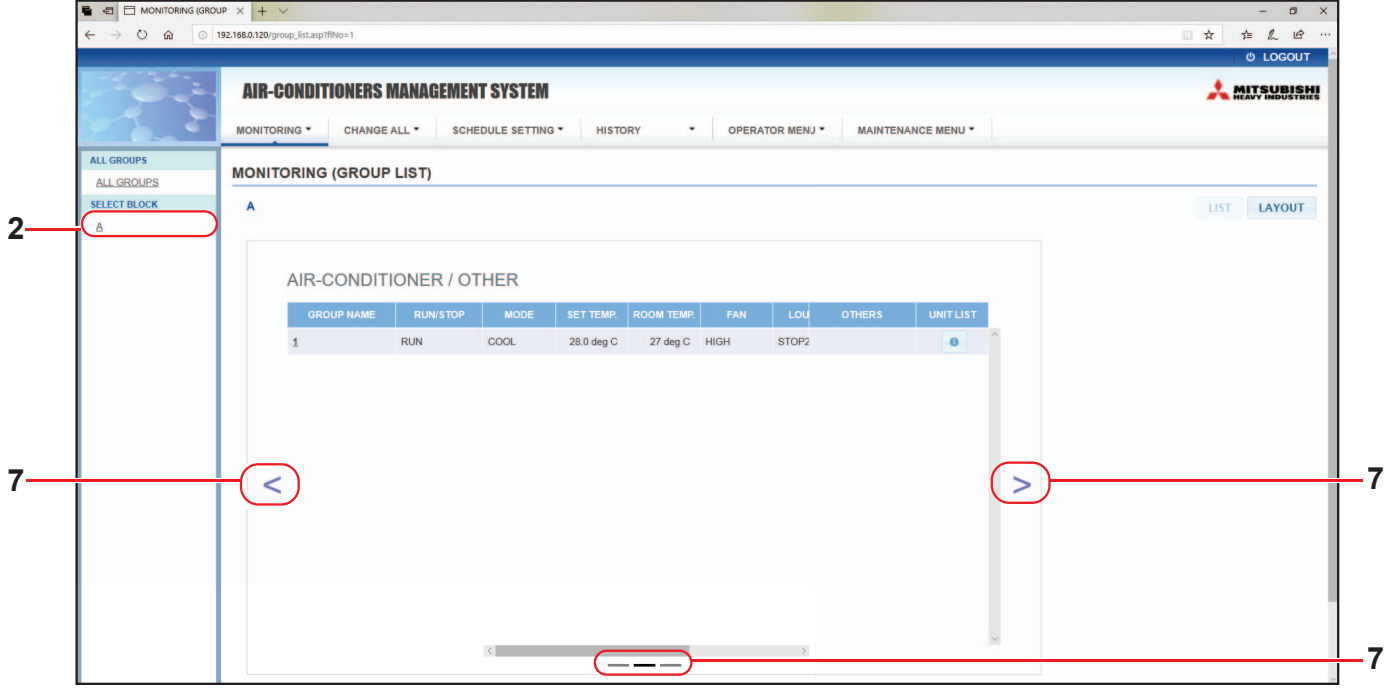 MONITORING (GROUP
192.168.0.120/group_list.asp?flNo=1
LOGOUT
AIR-CONDITIONERS MANAGEMENT SYSTEM
MITSUBISHI
HEAVY INDUSTRIES
MONITORING CHANGE ALL SCHEDULE SETTING HISTORY OPERATOR MENU MAINTENANCE MENU
ALL GROUPS
ALL GROUPS
SELECT BLOCK
A
MONITORING (GROUP LIST)
A
LIST LAYOUT
AIR-CONDITIONER / OTHER
GROUP NAME RUN/STOP MODE SET TEMP. ROOM TEMP. FAN LOU OTHERS UNIT LIST
1 RUN COOL 28.0 deg C 27 deg C HIGH STOP2
< >
2
7
7
7